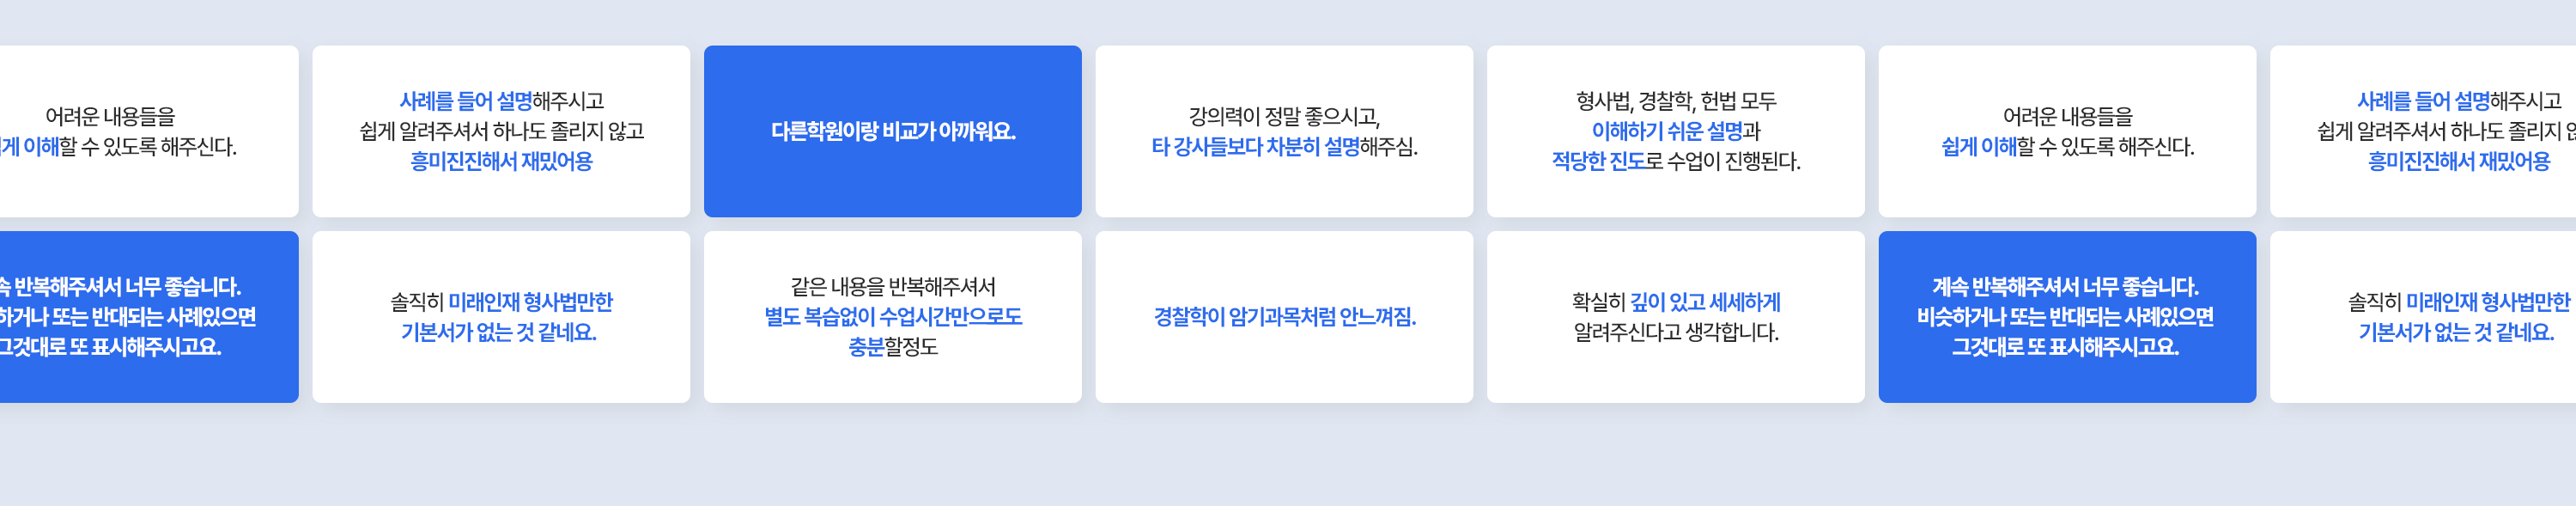 어려운 내용들을
게 이해할 수 있도록 해주신다.
사례를 들어 설명해주시고
쉽게 알려주셔서 하나도 졸리지 않고
흥미진진해서 재밌어용
다른학원이랑 비교가 아까워요.
강의력이 정말 좋으시고,
타 강사들보다 차분히 설명해주심.
형사법, 경찰학, 헌법 모두
이해하기 쉬운 설명과
적당한 진도로 수업이 진행된다.
어려운 내용들을
쉽게 이해할 수 있도록 해주신다.
사례를 들어 설명해주시고
쉽게 알려주셔서 하나도 졸리지
흥미진진해서 재밌어용
속 반복해주셔서 너무 좋습니다.
하거나 또는 반대되는 사례있으면
그것대로 또 표시해주시고요.
솔직히 미래인재 형사법만한
기본서가 없는 것 같네요.
같은 내용을 반복해주셔서
별도 복습없이 수업시간만으로도
충분할정도
경찰학이 암기과목처럼 안느껴짐.
확실히 깊이 있고 세세하게
알려주신다고 생각합니다.
계속 반복해주셔서 너무 좋습니다.
비슷하거나 또는 반대되는 사례있으면
그것대로 또 표시해주시고요.
솔직히 미래인재 형사법만한
기본서가 없는 것 같네요.